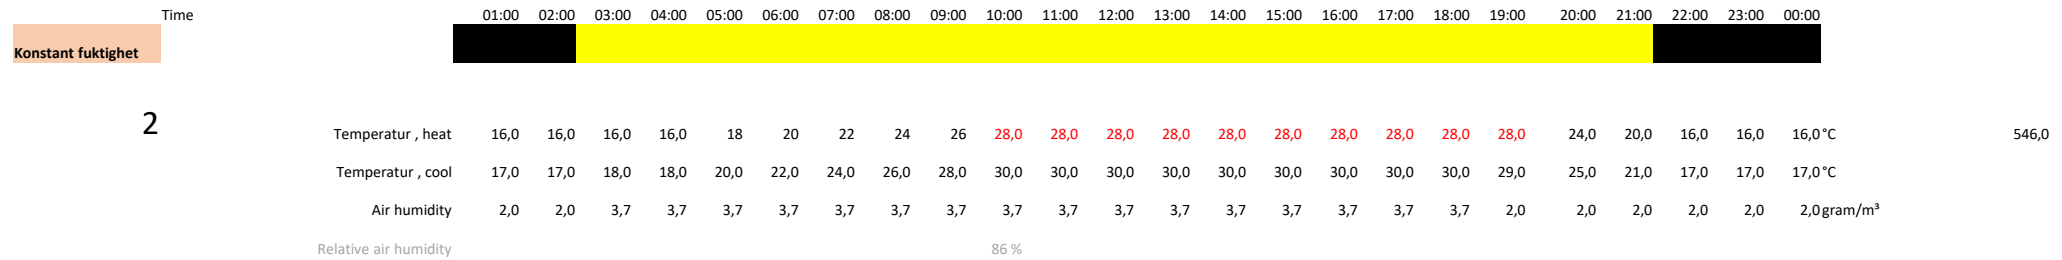 Time 01:00 02:00 03:00 04:00 05:00 06:00 07:00 08:00 09:00 10:00 11:00 12:00 13:00 14:00 15:00 16:00 17:00 18:00 19:00 20:00 21:00 22:00 23:00 00:00
Konstant fuktighet
2
Temperatur , heat 16,0 16,0 16,0 16,0 18 20 22 24 26 28,0 28,0 28,0 28,0 28,0 28,0 28,0 28,0 28,0 28,0 24,0 20,0 16,0 16,0 16,0 °C 546,0
Temperatur , cool 17,0 17,0 18,0 18,0 20,0 22,0 24,0 26,0 28,0 30,0 30,0 30,0 30,0 30,0 30,0 30,0 30,0 30,0 29,0 25,0 21,0 17,0 17,0 17,0 °C
Air humidity 2,0 2,0 3,7 3,7 3,7 3,7 3,7 3,7 3,7 3,7 3,7 3,7 3,7 3,7 3,7 3,7 3,7 3,7 2,0 2,0 2,0 2,0 2,0 2,0 gram/m³
Relative air humidity 86 %